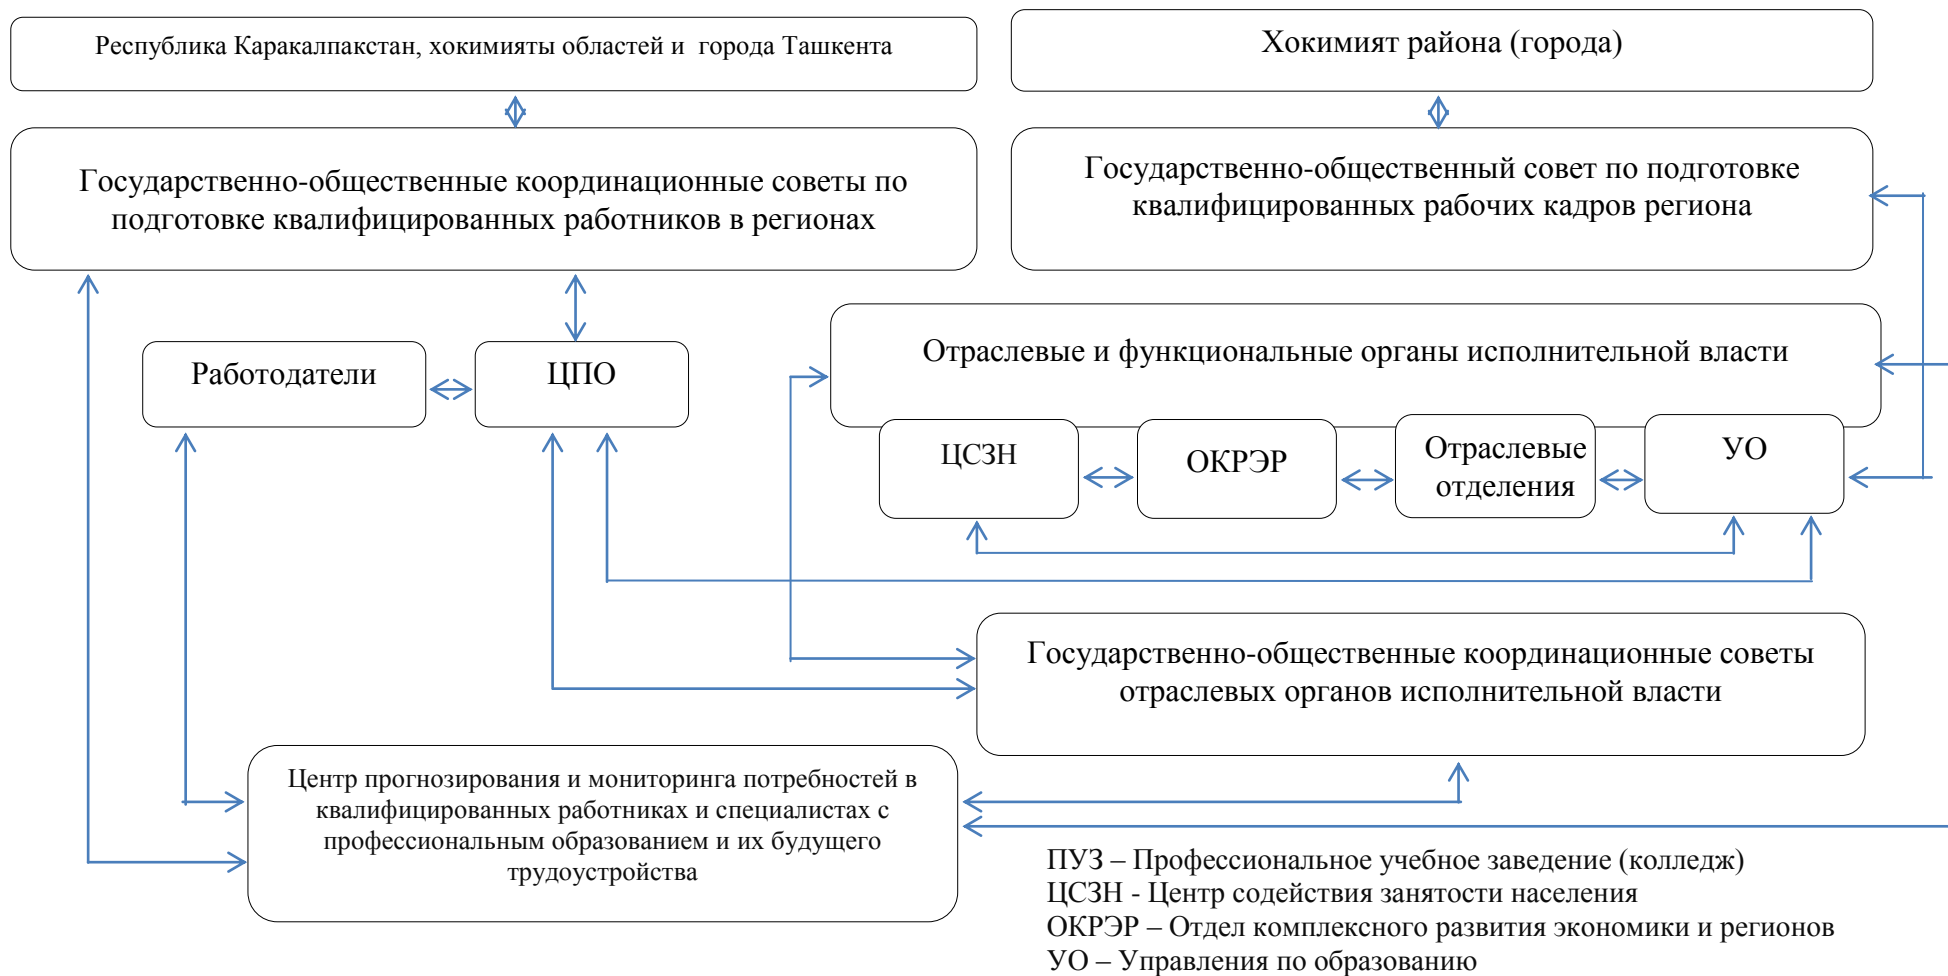 Республика Каракалпакстан, хокимияты областей и города Ташкента
Хокимият района (города)
Государственно-общественные координационные советы по
подготовке квалифицированных работников в регионах
Государственно-общественный совет по подготовке
квалифицированных рабочих кадров региона
Работодатели
ЦПО
Отраслевые и функциональные органы исполнительной власти
ЦСЗН
ОКРЭР
Отраслевые
отделения
УО
Государственно-общественные координационные советы
отраслевых органов исполнительной власти
Центр прогнозирования и мониторинга потребностей в
квалифицированных работниках и специалистах с
профессиональным образованием и их будущего
трудоустройства
ПУЗ – Профессиональное учебное заведение (колледж)
ЦСЗН - Центр содействия занятости населения
ОКРЭР – Отдел комплексного развития экономики и регионов
УО – Управления по образованию